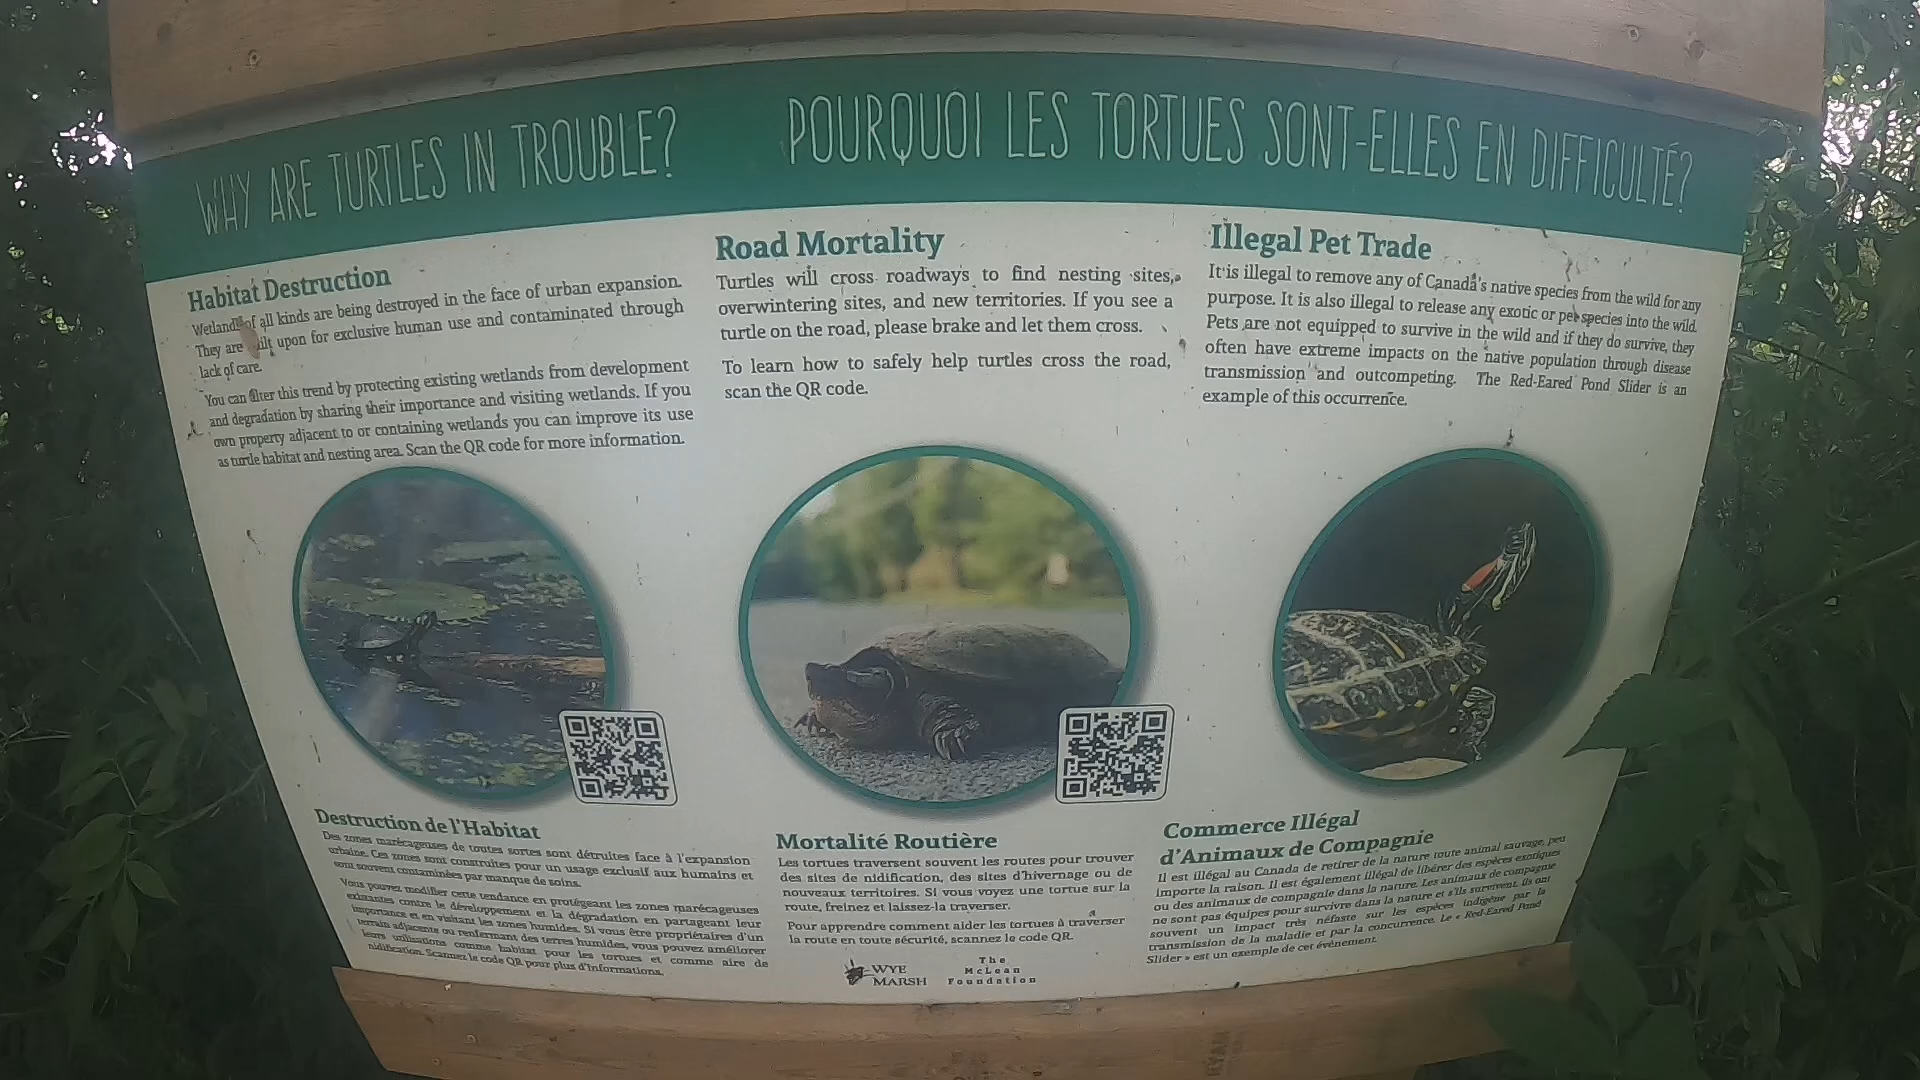 WHY ARE TURTLES IN TROUBLE?
POURQUOI LES TORTUES SONT-ELLES EN DIFFICULTÉ?
Habitat Destruction
Wetlands of all kinds are being destroyed in the face of urban expansion.
They are built upon for exclusive human use and contaminated through
lack of care.
You can alter this trend by protecting existing wetlands from development
and degradation by sharing their importance and visiting wetlands. If you
own property adjacent to or containing wetlands you can improve its use
as turtle habitat and nesting area. Scan the QR code for more information.
Road Mortality
Turtles will cross roadways to find nesting sites,
overwintering sites, and new territories. If you see a
turtle on the road, please brake and let them cross.
To learn how to safely help turtles cross the road,
scan the QR code.
Illegal Pet Trade
It is illegal to remove any of Canada's native species from the wild for any
purpose. It is also illegal to release any exotic or pet species into the wild.
Pets are not equipped to survive in the wild and if they do survive, they
often have extreme impacts on the native population through disease
transmission and outcompeting. The Red-Eared Pond Slider is an
example of this occurrence.
Destruction de l'Habitat
Des zones marécageuses de toutes sortes sont détruites face à l'expansion
urbaine. Ces zones sont construites pour un usage exclusif aux humains et
sont souvent contaminées par manque de soins.
Vous pouvez modifier cette tendance en protégeant les zones marécageuses
existantes contre le développement et la dégradation en partageant leur
importance et en visitant les zones humides. Si vous être propriétaires d'un
terrain adjacente ou renfermant des terres humides, vous pouvez améliorer
leurs utilisations comme habitat pour les tortues et comme aire de
nidification. Scannez le code QR pour plus d'informations.
Mortalité Routière
Les tortues traversent souvent les routes pour trouver
des sites de nidification, des sites d'hivernage ou de
nouveaux territoires. Si vous voyez une tortue sur la
route, freinez et laissez-la traverser.
Pour apprendre comment aider les tortues à traverser
la route en toute sécurité, scannez le code QR.
Commerce Illégal
d'Animaux de Compagnie
Il est illégal au Canada de retirer de la nature toute animal sauvage, peu
importe la raison. Il est également illégal de libérer des espèces exotiques
ou des animaux de compagnie dans la nature. Les animaux de compagnie
ne sont pas équipes pour survivre dans la nature et s'ils survivent, ils ont
souvent un impact très néfaste sur les espèces indigène par la
transmission de la maladie et par la concurrence. Le « Red-Eared Pond
Slider » est un exemple de cet événement.
WYE
MARSH
The
McLean
Foundation